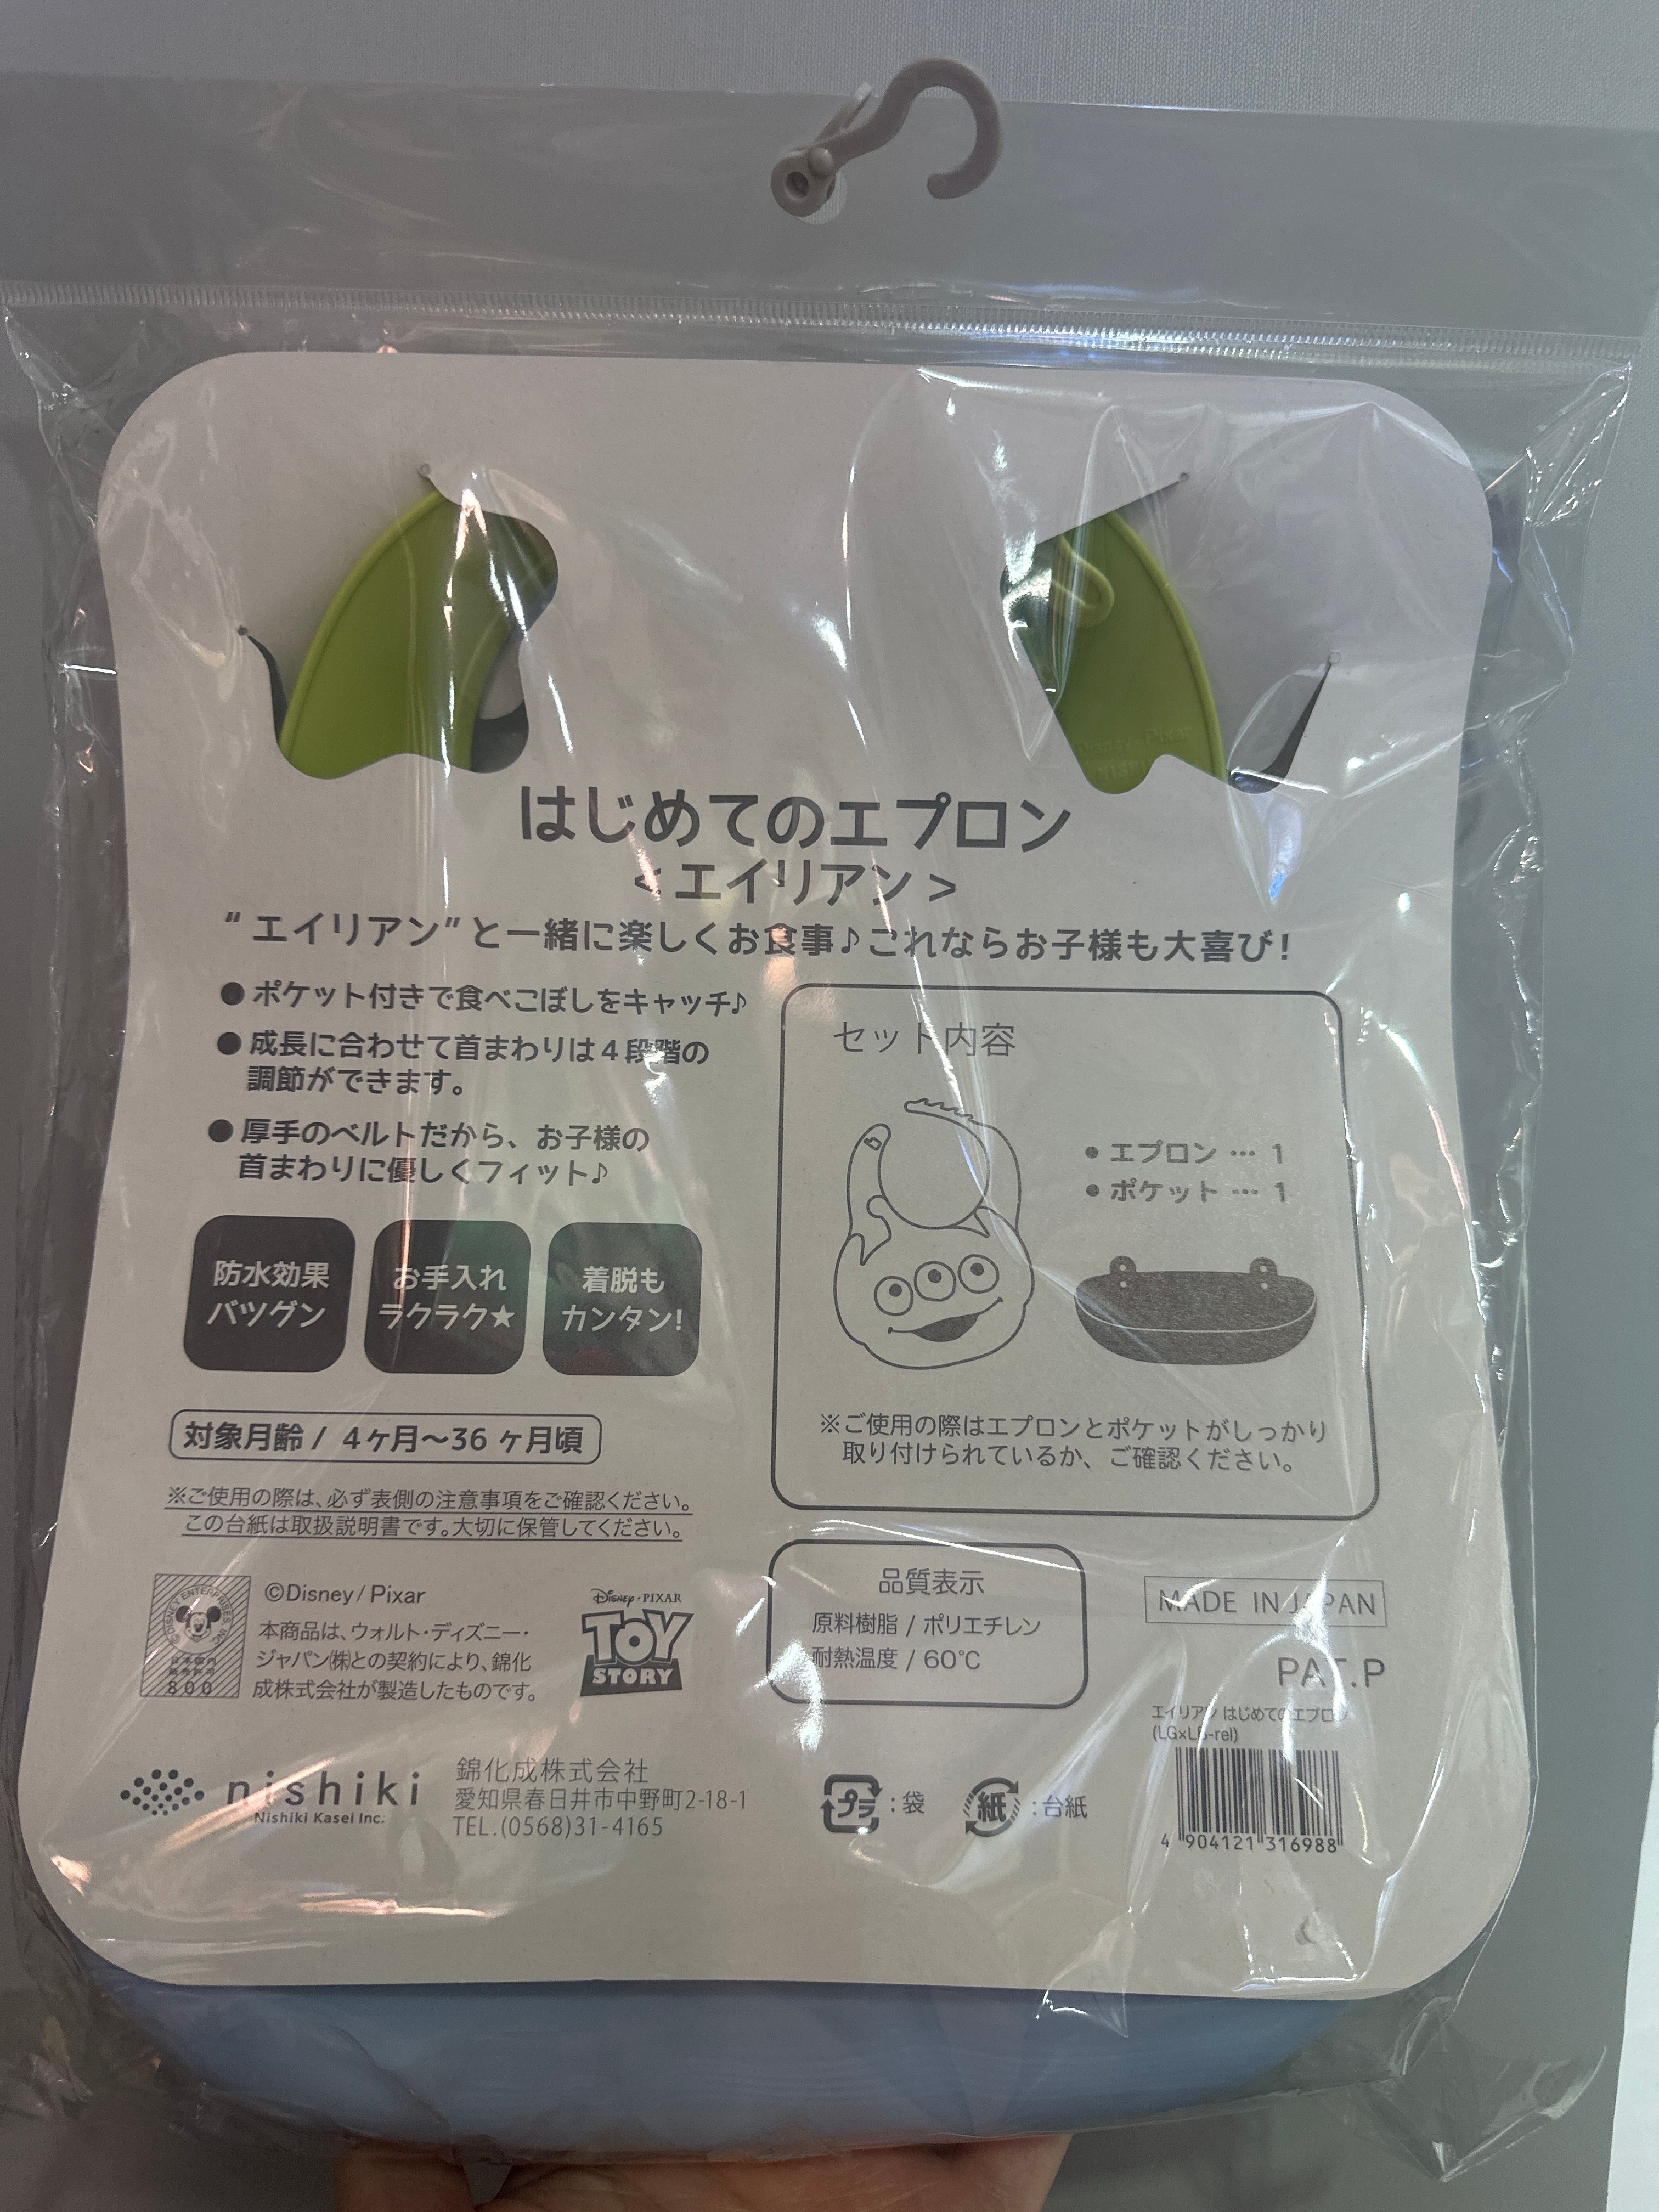 はじめてのエプロン
<エイリアン>
“エイリアン”と一緒に楽しくお食事♪これならお子様も大喜び!
●ポケット付きで食べこぼしをキャッチ♪
●成長に合わせて首まわりは4段階の
調節ができます。
●厚手のベルトだから、お子様の
首まわりに優しくフィット♪
防水効果
バツグン
お手入れ
ラクラク★
着脱も
カンタン!
対象月齢/ 4ヶ月〜36ヶ月頃
※ご使用の際は、必ず表側の注意事項をご確認ください。
この台紙は取扱説明書です。大切に保管してください。
セット内容
•エプロン … 1
•ポケット … 1
※ご使用の際はエプロンとポケットがしっかり
取り付けられているか、ご確認ください。
©Disney/Pixar
本商品は、ウォルト・ディズニー・
ジャパン㈱との契約により、錦化
成株式会社が製造したものです。
DISNEY ENTERPRISES, INC.
800
Disney・PIXAR
TOY
STORY
品質表示
原料樹脂 / ポリエチレン
耐熱温度 / 60℃
MADE IN JAPAN
PAT.P
エイリアン はじめてのエプロン
(LG×LB-rel)
4 904121 316988
nishiki
Nishiki Kasei Inc.
錦化成株式会社
愛知県春日井市中野町2-18-1
TEL.(0568)31-4165
プラ:袋
紙:台紙
Disney・Pixar